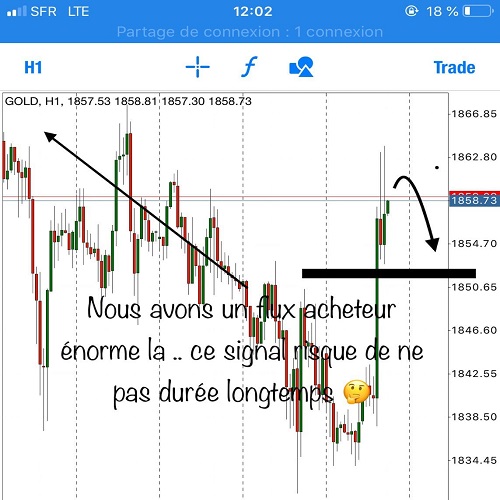 SFR LTE 12:02 18 %
Partage de connexion : 1 connexion
H1 f Trade
GOLD, H1, 1857.53 1858.81 1857.30 1858.73
1866.85
1862.80
1858.73
1854.70
1850.65
1846.60
1842.55
1838.50
1834.45
Nous avons un flux acheteur
énorme la .. ce signal risque de ne
pas durée longtemps 🤔